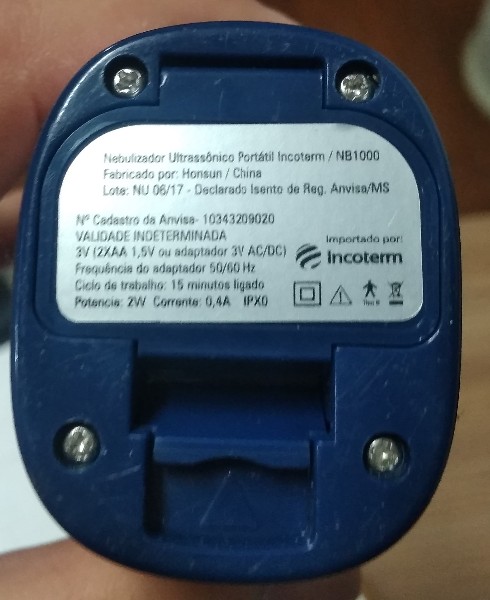 Nebulizador Ultrassônico Portátil Incoterm / NB1000
Fabricado por: Honsun / China
Lote: NU 06/17 - Declarado Isento de Reg. Anvisa/MS
Nº Cadastro da Anvisa- 10343209020
VALIDADE INDETERMINADA
3V (2XAA 1,5V ou adaptador 3V AC/DC)
Frequência do adaptador 50/60 Hz
Ciclo de trabalho: 15 minutos ligado
Potencia: 2W Corrente: 0,4A IPX0
Importado por:
Incoterm